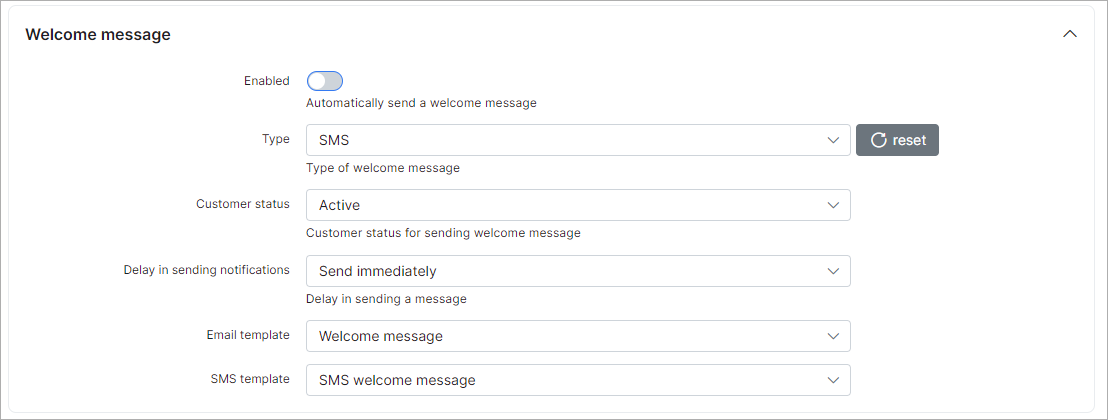 Welcome message
Enabled
Automatically send a welcome message
Type
SMS
reset
Type of welcome message
Customer status
Active
Customer status for sending welcome message
Delay in sending notifications
Send immediately
Delay in sending a message
Email template
Welcome message
SMS template
SMS welcome message